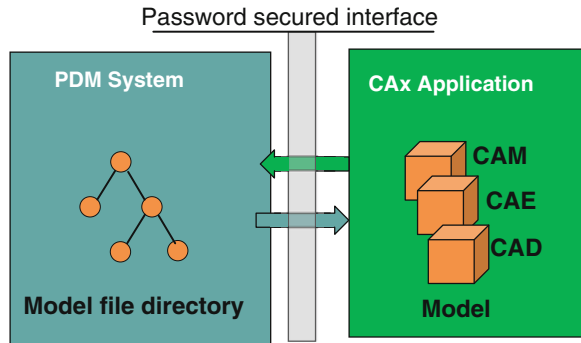 Password secured interface
PDM System
CAx Application
CAM
CAE
CAD
Model file directory
Model